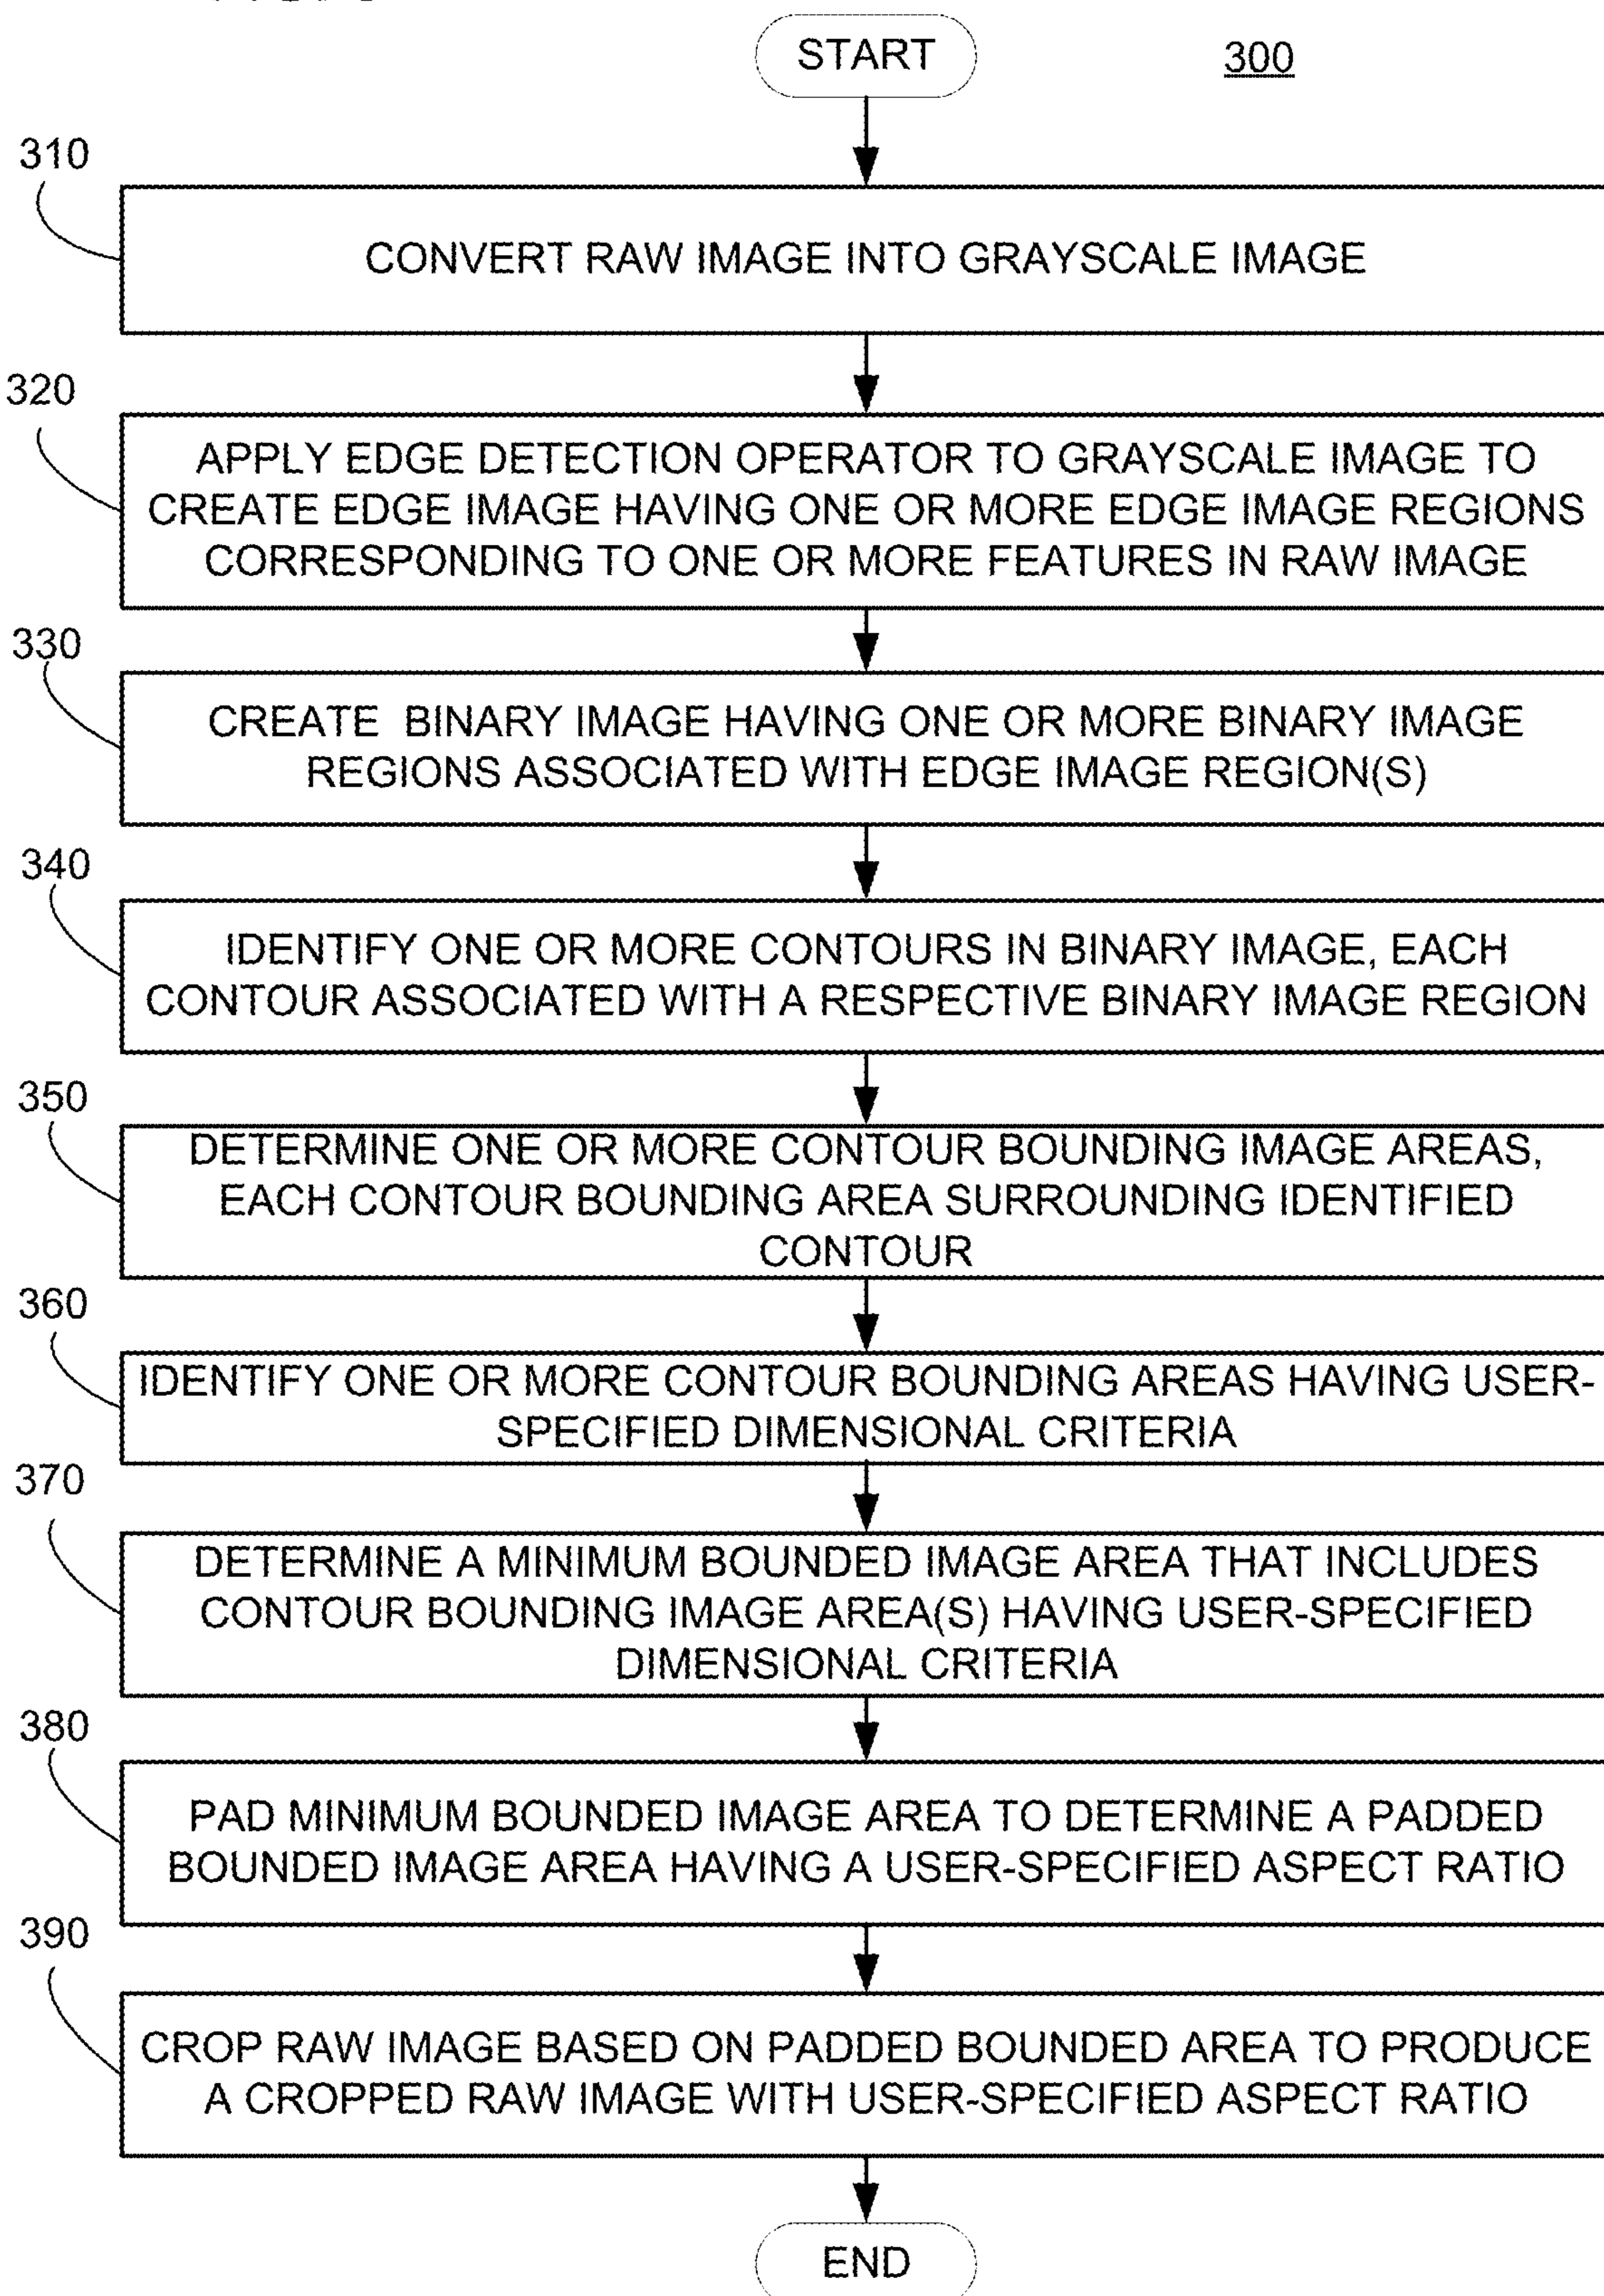 START
300
310
CONVERT RAW IMAGE INTO GRAYSCALE IMAGE
320
APPLY EDGE DETECTION OPERATOR TO GRAYSCALE IMAGE TO
CREATE EDGE IMAGE HAVING ONE OR MORE EDGE IMAGE REGIONS
CORRESPONDING TO ONE OR MORE FEATURES IN RAW IMAGE
330
CREATE BINARY IMAGE HAVING ONE OR MORE BINARY IMAGE
REGIONS ASSOCIATED WITH EDGE IMAGE REGION(S)
340
IDENTIFY ONE OR MORE CONTOURS IN BINARY IMAGE, EACH
CONTOUR ASSOCIATED WITH A RESPECTIVE BINARY IMAGE REGION
350
DETERMINE ONE OR MORE CONTOUR BOUNDING IMAGE AREAS,
EACH CONTOUR BOUNDING AREA SURROUNDING IDENTIFIED
CONTOUR
360
IDENTIFY ONE OR MORE CONTOUR BOUNDING AREAS HAVING USER-
SPECIFIED DIMENSIONAL CRITERIA
370
DETERMINE A MINIMUM BOUNDED IMAGE AREA THAT INCLUDES
CONTOUR BOUNDING IMAGE AREA(S) HAVING USER-SPECIFIED
DIMENSIONAL CRITERIA
380
PAD MINIMUM BOUNDED IMAGE AREA TO DETERMINE A PADDED
BOUNDED IMAGE AREA HAVING A USER-SPECIFIED ASPECT RATIO
390
CROP RAW IMAGE BASED ON PADDED BOUNDED AREA TO PRODUCE
A CROPPED RAW IMAGE WITH USER-SPECIFIED ASPECT RATIO
END